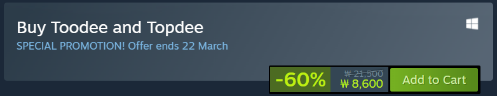 Buy Toodee and Topdee
SPECIAL PROMOTION! Offer ends 22 March
-60% ₩ 21,500 ₩ 8,600 Add to Cart